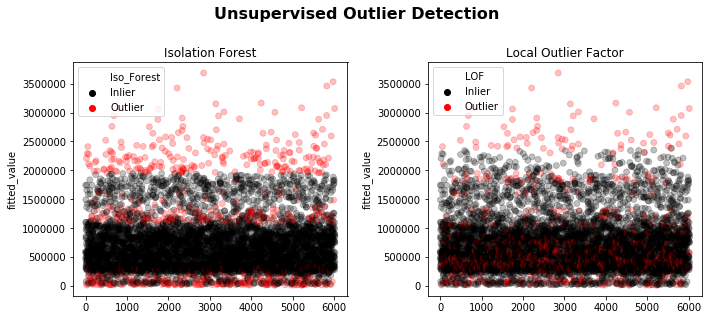 Unsupervised Outlier Detection
Isolation Forest
Iso_Forest
Inlier
Outlier
fitted_value
3500000
3000000
2500000
2000000
1500000
1000000
500000
0
0 1000 2000 3000 4000 5000 6000
Local Outlier Factor
LOF
Inlier
Outlier
fitted_value
3500000
3000000
2500000
2000000
1500000
1000000
500000
0
0 1000 2000 3000 4000 5000 6000